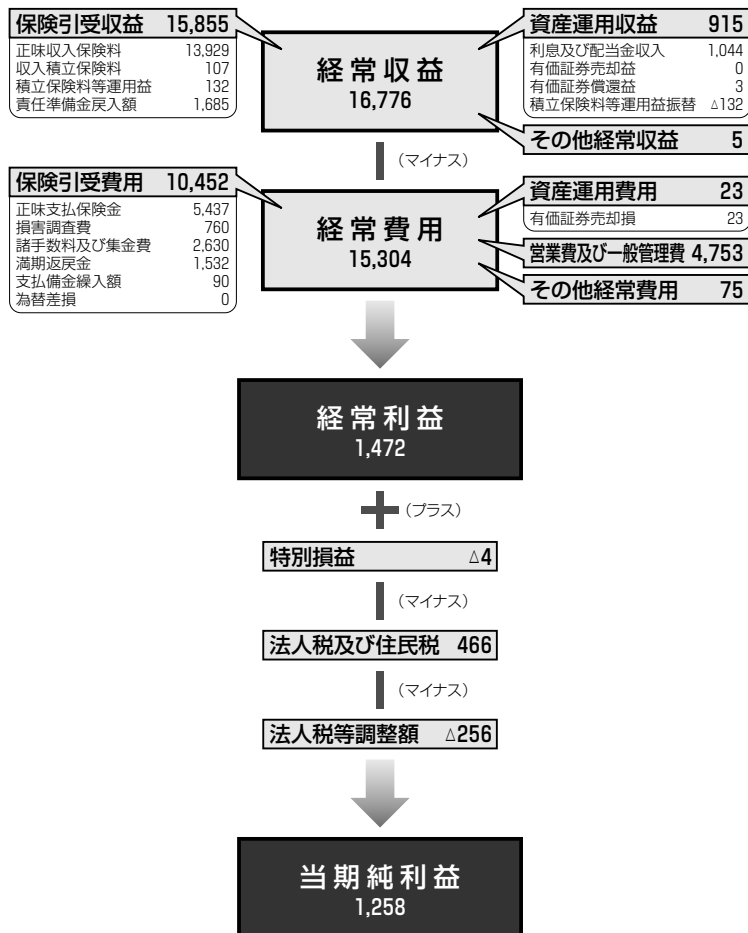 保険引受収益 15,855
正味収入保険料 13,929
収入積立保険料 107
積立保険料等運用益 132
責任準備金戻入額 1,685
経常収益
16,776
資産運用収益 915
利息及び配当金収入 1,044
有価証券売却益 0
有価証券償還益 3
積立保険料等運用益振替 △132
その他経常収益 5
(マイナス)
保険引受費用 10,452
正味支払保険金 5,437
損害調査費 760
諸手数料及び集金費 2,630
満期返戻金 1,532
支払備金繰入額 90
為替差損 0
経常費用
15,304
資産運用費用 23
有価証券売却損 23
営業費及び一般管理費 4,753
その他経常費用 75
経常利益
1,472
(プラス)
特別損益 △4
(マイナス)
法人税及び住民税 466
(マイナス)
法人税等調整額 △256
当期純利益
1,258